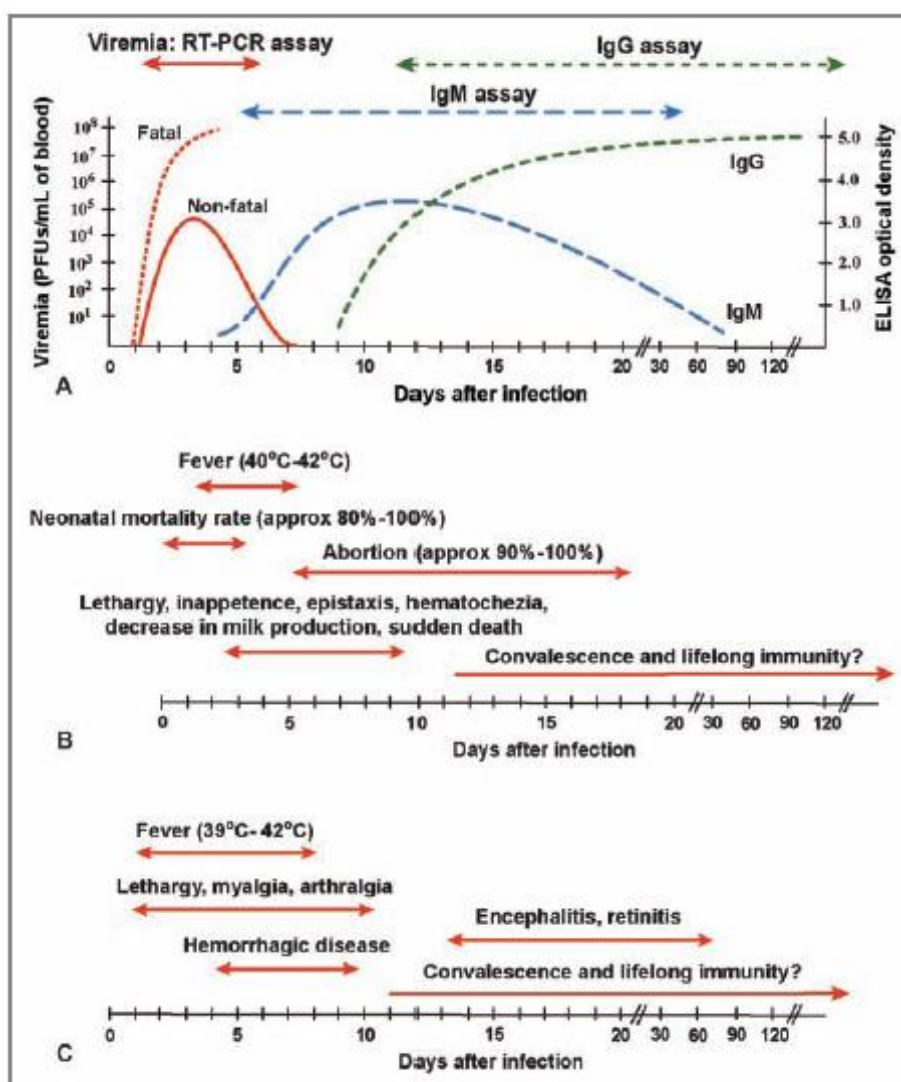 Viremia: RT-PCR assay
IgG assay
IgM assay
10⁸
10⁷
10⁶
10⁵
10⁴
10³
10²
10¹
Viremia (PFUs/mL of blood)
Fatal
Non-fatal
IgG
IgM
5.0
4.0
3.0
2.0
1.0
ELISA optical density
0 5 10 15 20 30 60 80 90 120
Days after infection
A
Fever (40°C-42°C)
Neonatal mortality rate (approx 80%-100%)
Abortion (approx 90%-100%)
Lethargy, inappetence, epistaxis, hematochezia,
decrease in milk production, sudden death
Convalescence and lifelong immunity?
0 5 10 15 20 30 60 90 120
Days after infection
B
Fever (39°C- 42°C)
Lethargy, myalgia, arthralgia
Encephalitis, retinitis
Hemorrhagic disease
Convalescence and lifelong immunity?
0 5 10 15 20 30 60 90 120
Days after infection
C